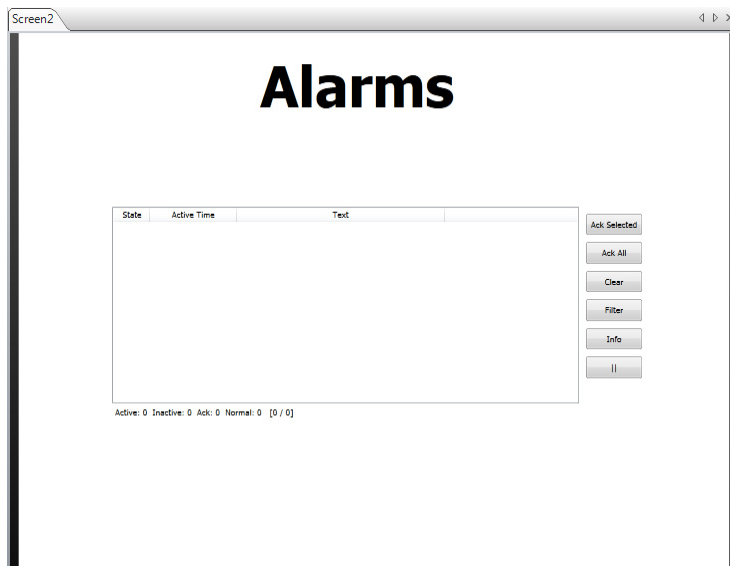 Screen2
Alarms
State Active Time Text
Ack Selected
Ack All
Clear
Filter
Info
||
Active: 0 Inactive: 0 Ack: 0 Normal: 0 [0 / 0]